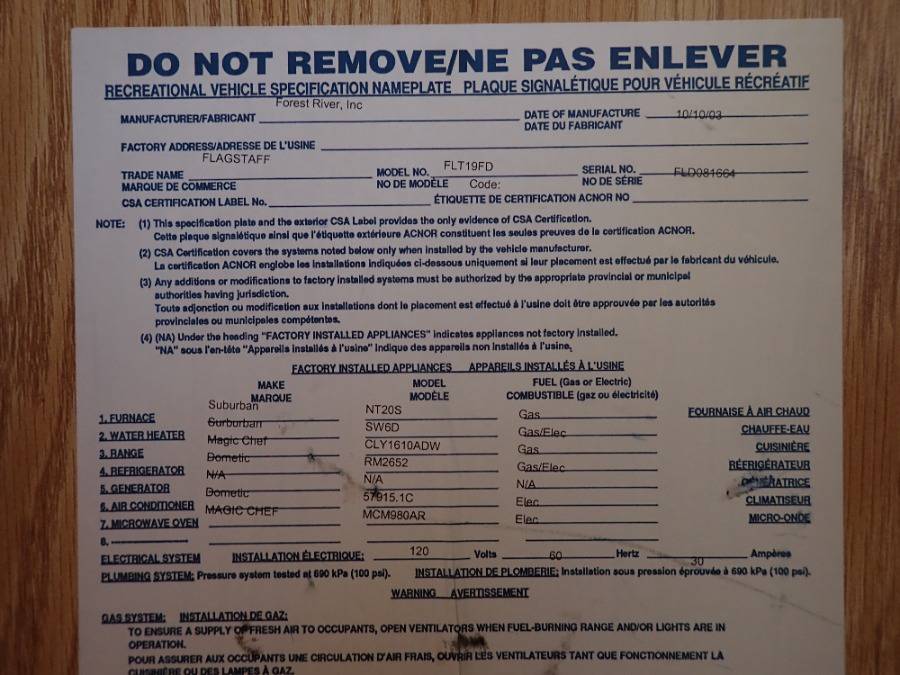 DO NOT REMOVE/NE PAS ENLEVER
RECREATIONAL VEHICLE SPECIFICATION NAMEPLATE PLAQUE SIGNALÉTIQUE POUR VÉHICULE RÉCRÉATIF
Forest River, Inc
MANUFACTURER/FABRICANT DATE OF MANUFACTURE 10/10/03
DATE DU FABRICANT
FACTORY ADDRESS/ADRESSE DE L'USINE
FLAGSTAFF
TRADE NAME MODEL NO. FLT19FD SERIAL NO. FLD081664
MARQUE DE COMMERCE NO DE MODÈLE Code: NO DE SÉRIE
CSA CERTIFICATION LABEL No. ÉTIQUETTE DE CERTIFICATION ACNOR NO
NOTE: (1) This specification plate and the exterior CSA Label provides the only evidence of CSA Certification.
Cette plaque signalétique ainsi que l'étiquette extérieure ACNOR constituent les seules preuves de la certification ACNOR.
(2) CSA Certification covers the systems noted below only when installed by the vehicle manufacturer.
La certification ACNOR englobe les installations indiquées ci-dessous uniquement si leur placement est effectué par le fabricant du véhicule.
(3) Any additions or modifications to factory installed systems must be authorized by the appropriate provincial or municipal
authorities having jurisdiction.
Toute adjonction ou modification aux installations dont le placement est effectué à l'usine doit être approuvée par les autorités
provinciales ou municipales compétentes.
(4) (NA) Under the heading "FACTORY INSTALLED APPLIANCES" indicates appliances not factory installed.
"NA" sous l'en-tête "Appareils installés à l'usine" indique des appareils non installés à l'usine.
FACTORY INSTALLED APPLIANCES APPAREILS INSTALLÉS À L'USINE
MAKE MODEL FUEL (Gas or Electric)
MARQUE MODÈLE COMBUSTIBLE (gaz ou électricité)
1. FURNACE Suburban NT20S Gas FOURNAISE À AIR CHAUD
2. WATER HEATER Surburban SW6D Gas/Elec CHAUFFE-EAU
3. RANGE Magic Chef CLY1610ADW Gas CUISINIÈRE
4. REFRIGERATOR Dometic RM2652 Gas/Elec RÉFRIGÉRATEUR
5. GENERATOR N/A N/A N/A
6. AIR CONDITIONER Dometic 57915.1C Elec CLIMATISEUR
7. MICROWAVE OVEN MAGIC CHEF MCM980AR Elec MICRO-ONDE
8.
ELECTRICAL SYSTEM INSTALLATION ÉLECTRIQUE: 120 Volts 60 Hertz 30 Ampères
PLUMBING SYSTEM: Pressure system tested at 690 kPa (100 psi). INSTALLATION DE PLOMBERIE: Installation sous pression éprouvée à 690 kPa (100 psi).
WARNING AVERTISSEMENT
GAS SYSTEM: INSTALLATION DE GAZ:
TO ENSURE A SUPPLY OF FRESH AIR TO OCCUPANTS, OPEN VENTILATORS WHEN FUEL-BURNING RANGE AND/OR LIGHTS ARE IN
OPERATION.
POUR ASSURER AUX OCCUPANTS UNE CIRCULATION D'AIR FRAIS, OUVRIR LES VENTILATEURS TANT QUE FONCTIONNEMENT LA
CUISINIÈRE OU DES LAMPES À GAZ.